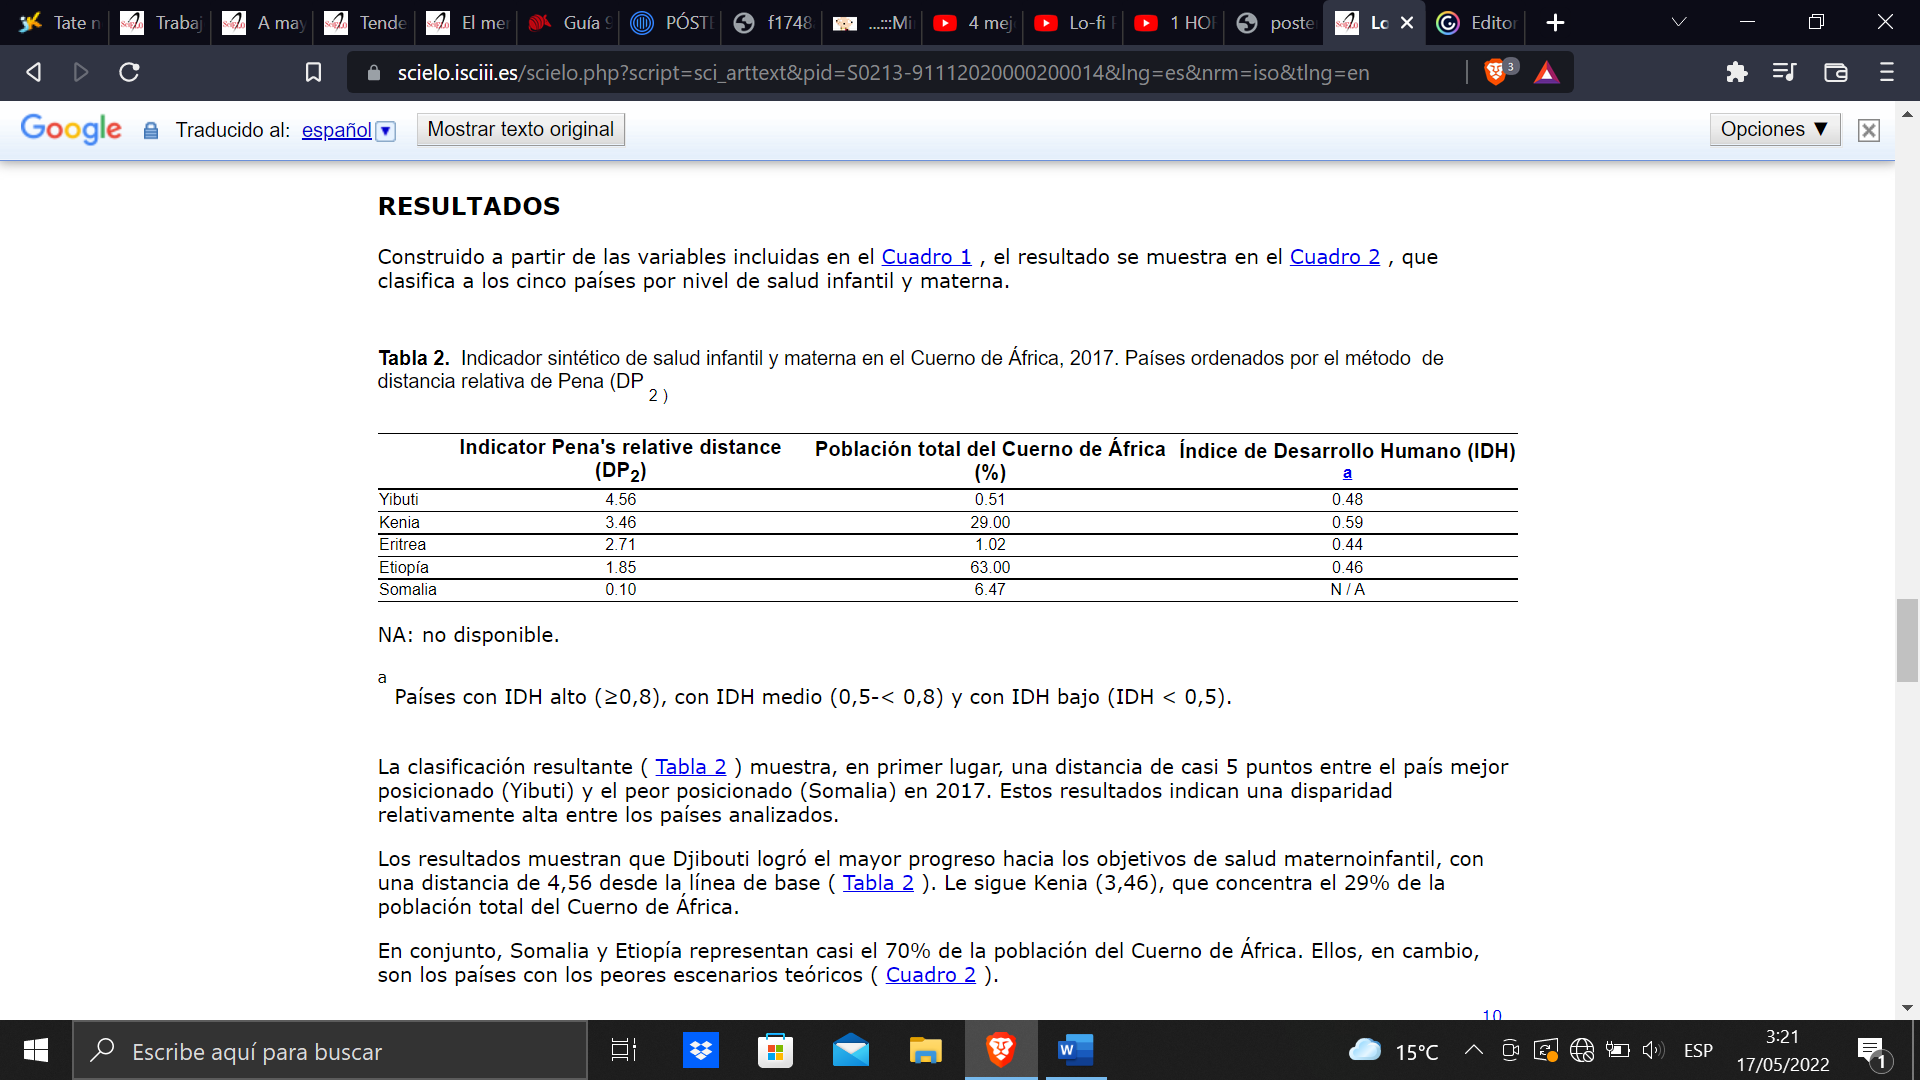 Tate n
Trabaj
A may
Tende
El mer
Guía 9
PÓSTE
f1748
...:::Mi
4 mej
Lo-fi
1 HOI
poste
Lo
Editor
scielo.isciii.es/scielo.php?script=sci_arttext&pid=S0213-91112020000200014&lng=es&nrm=iso&tlng=en
3
Google Traducido al: español ▼ Mostrar texto original Opciones ▼
RESULTADOS
Construido a partir de las variables incluidas en el Cuadro 1 , el resultado se muestra en el Cuadro 2 , que
clasifica a los cinco países por nivel de salud infantil y materna.
Tabla 2. Indicador sintético de salud infantil y materna en el Cuerno de África, 2017. Países ordenados por el método de
distancia relativa de Pena (DP 2 )
Indicator Pena's relative distance (DP2) Población total del Cuerno de África (%) Índice de Desarrollo Humano (IDH) a
Yibuti 4.56 0.51 0.48
Kenia 3.46 29.00 0.59
Eritrea 2.71 1.02 0.44
Etiopía 1.85 63.00 0.46
Somalia 0.10 6.47 N / A
NA: no disponible.
a Países con IDH alto (≥0,8), con IDH medio (0,5-< 0,8) y con IDH bajo (IDH < 0,5).
La clasificación resultante ( Tabla 2 ) muestra, en primer lugar, una distancia de casi 5 puntos entre el país mejor
posicionado (Yibuti) y el peor posicionado (Somalia) en 2017. Estos resultados indican una disparidad
relativamente alta entre los países analizados.
Los resultados muestran que Djibouti logró el mayor progreso hacia los objetivos de salud maternoinfantil, con
una distancia de 4,56 desde la línea de base ( Tabla 2 ). Le sigue Kenia (3,46), que concentra el 29% de la
población total del Cuerno de África.
En conjunto, Somalia y Etiopía representan casi el 70% de la población del Cuerno de África. Ellos, en cambio,
son los países con los peores escenarios teóricos ( Cuadro 2 ).
10
Escribe aquí para buscar
15°C
ESP
3:21
17/05/2022
1